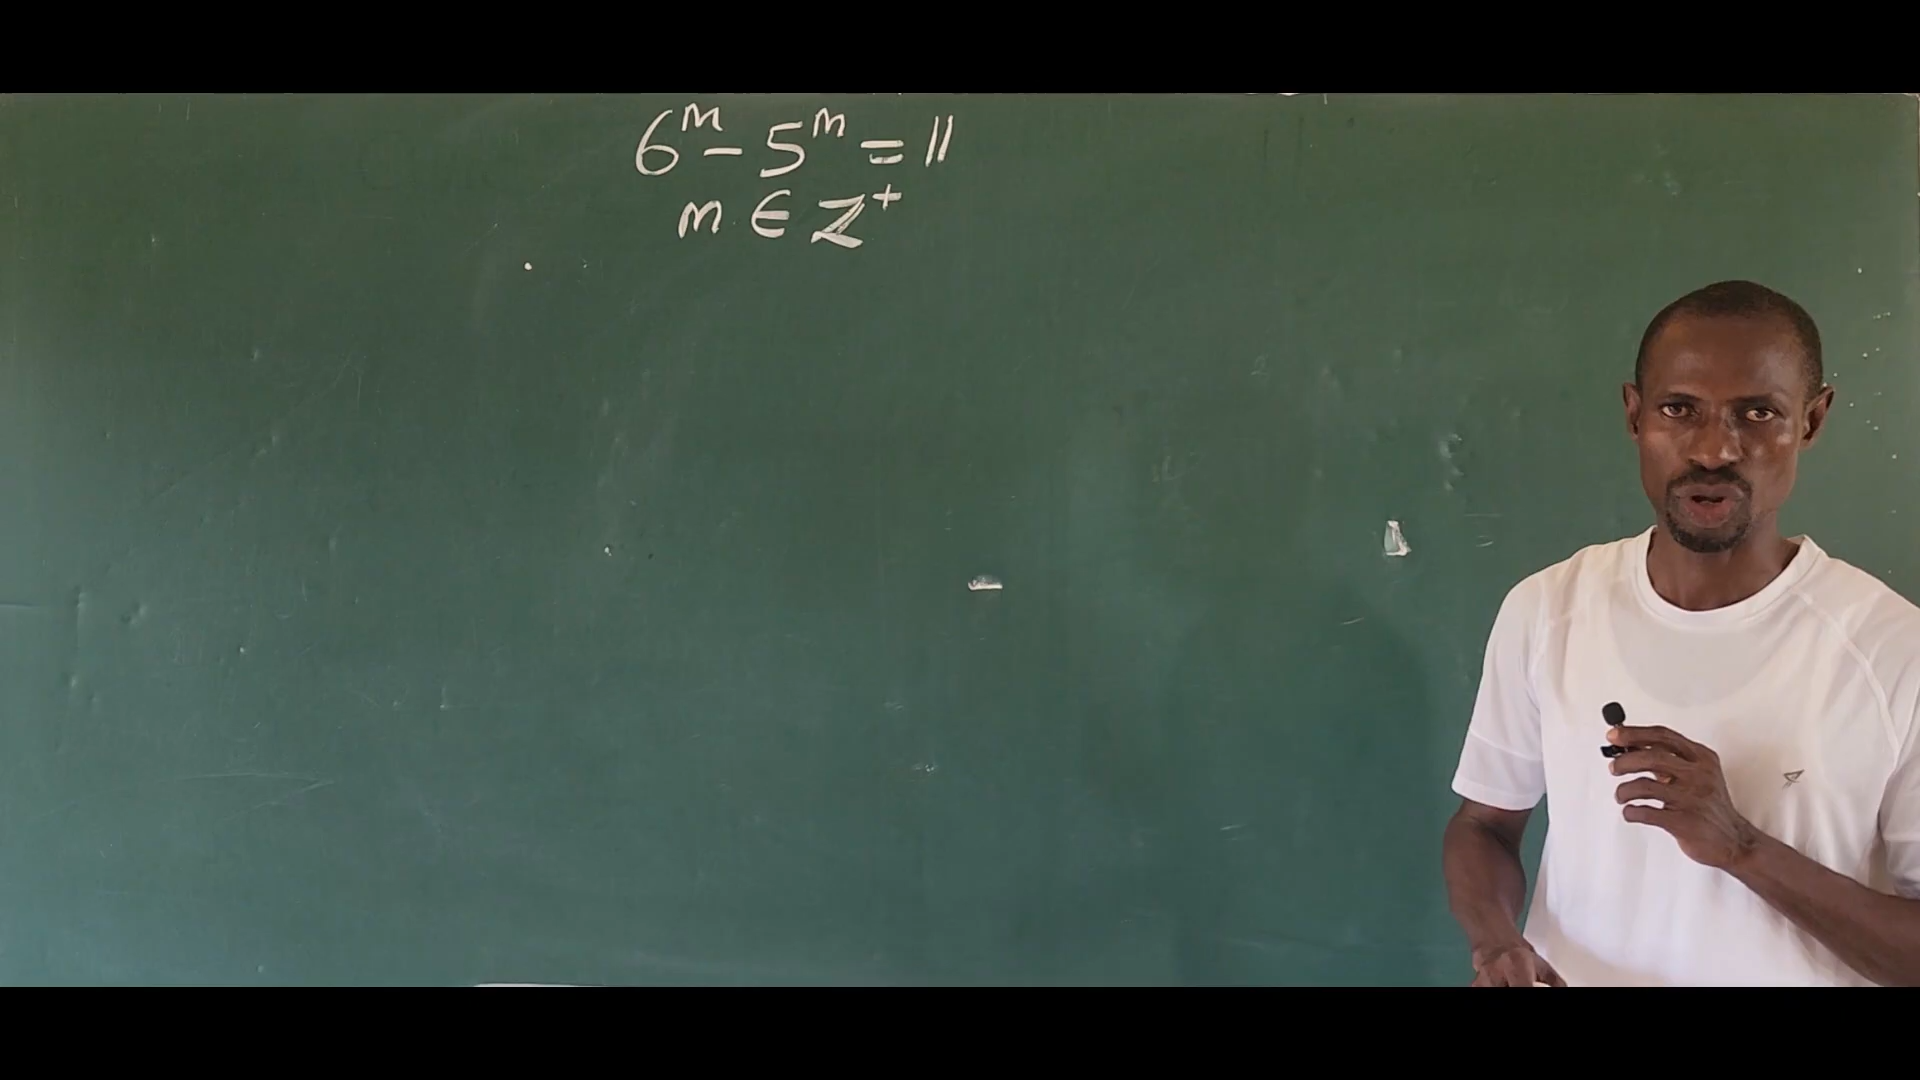 6^m - 5^m = 11
m ∈ Z^+